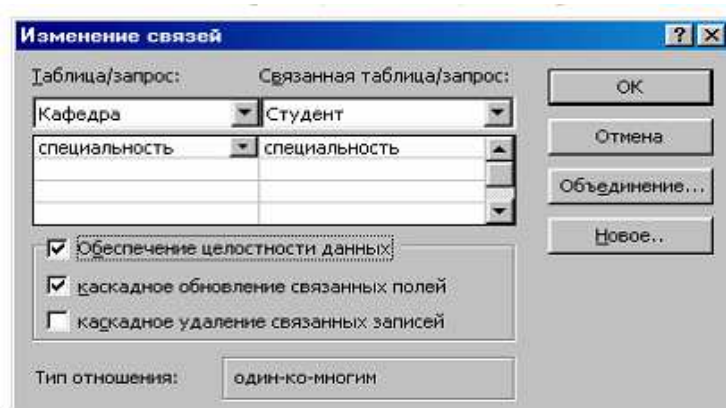 Изменение связей
Таблица/запрос: Связанная таблица/запрос:
Кафедра Студент
специальность специальность
Обеспечение целостности данных
каскадное обновление связанных полей
каскадное удаление связанных записей
Тип отношения: один-ко-многим
ОК
Отмена
Объединение...
Новое..